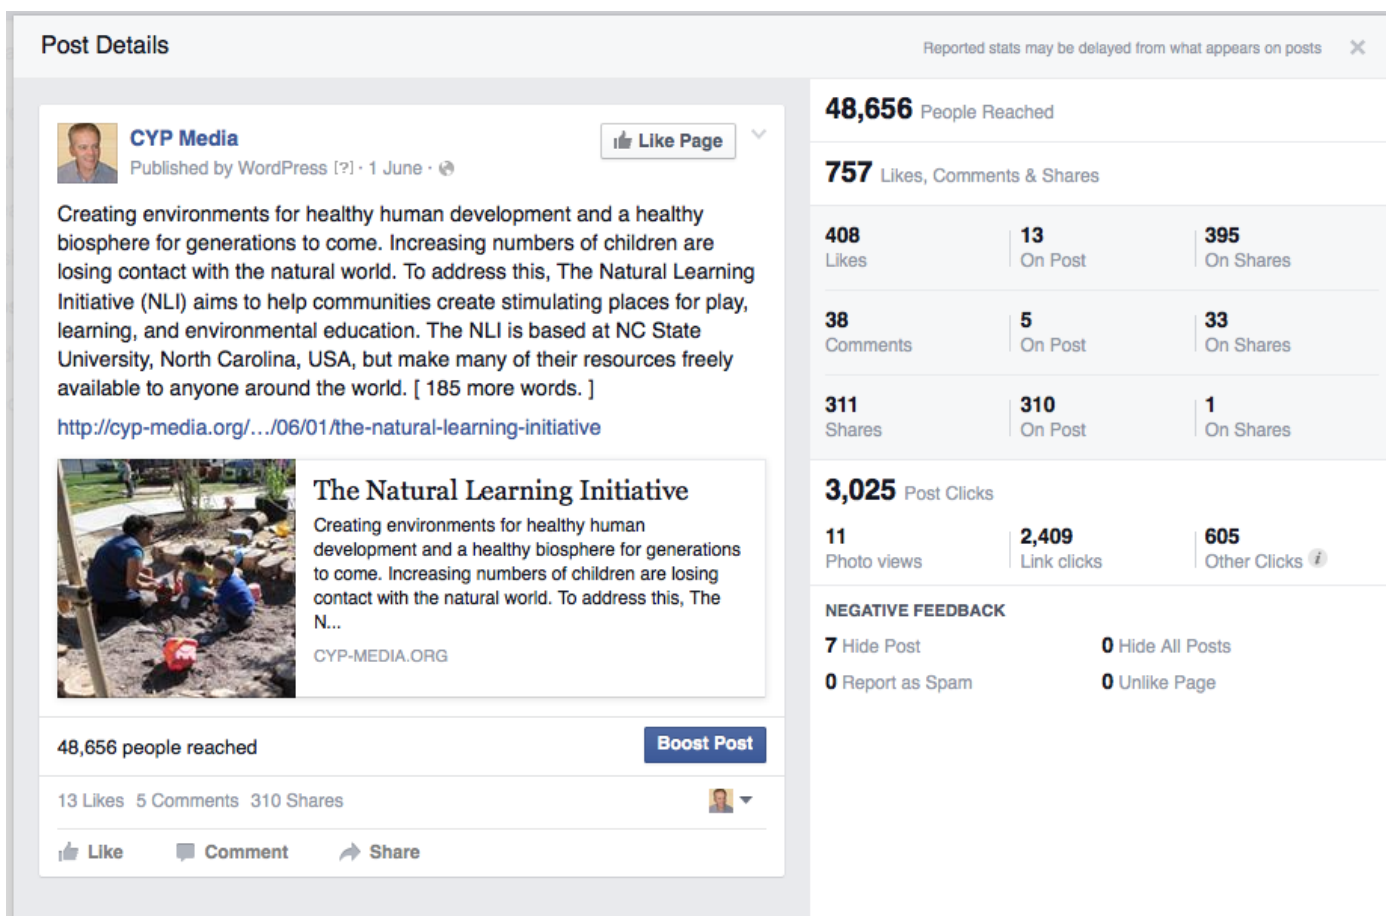 Post Details
Reported stats may be delayed from what appears on posts
CYP Media
Published by WordPress [?] · 1 June ·
Like Page
Creating environments for healthy human development and a healthy
biosphere for generations to come. Increasing numbers of children are
losing contact with the natural world. To address this, The Natural Learning
Initiative (NLI) aims to help communities create stimulating places for play,
learning, and environmental education. The NLI is based at NC State
University, North Carolina, USA, but make many of their resources freely
available to anyone around the world. [ 185 more words. ]
http://cyp-media.org/…/06/01/the-natural-learning-initiative
The Natural Learning Initiative
Creating environments for healthy human
development and a healthy biosphere for generations
to come. Increasing numbers of children are losing
contact with the natural world. To address this, The
N...
CYP-MEDIA.ORG
48,656 people reached
Boost Post
13 Likes 5 Comments 310 Shares
Like Comment Share
48,656 People Reached
757 Likes, Comments & Shares
408 13 395
Likes On Post On Shares
38 5 33
Comments On Post On Shares
311 310 1
Shares On Post On Shares
3,025 Post Clicks
11 2,409 605
Photo views Link clicks Other Clicks i
NEGATIVE FEEDBACK
7 Hide Post 0 Hide All Posts
0 Report as Spam 0 Unlike Page